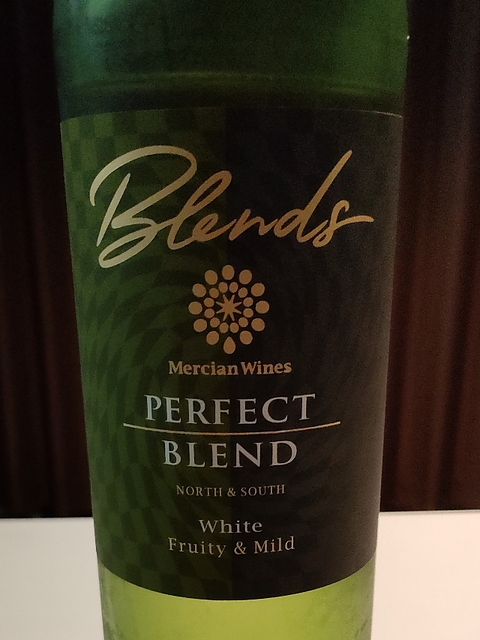 Blends
Mercian Wines
PERFECT
BLEND
NORTH & SOUTH
White
Fruity & Mild